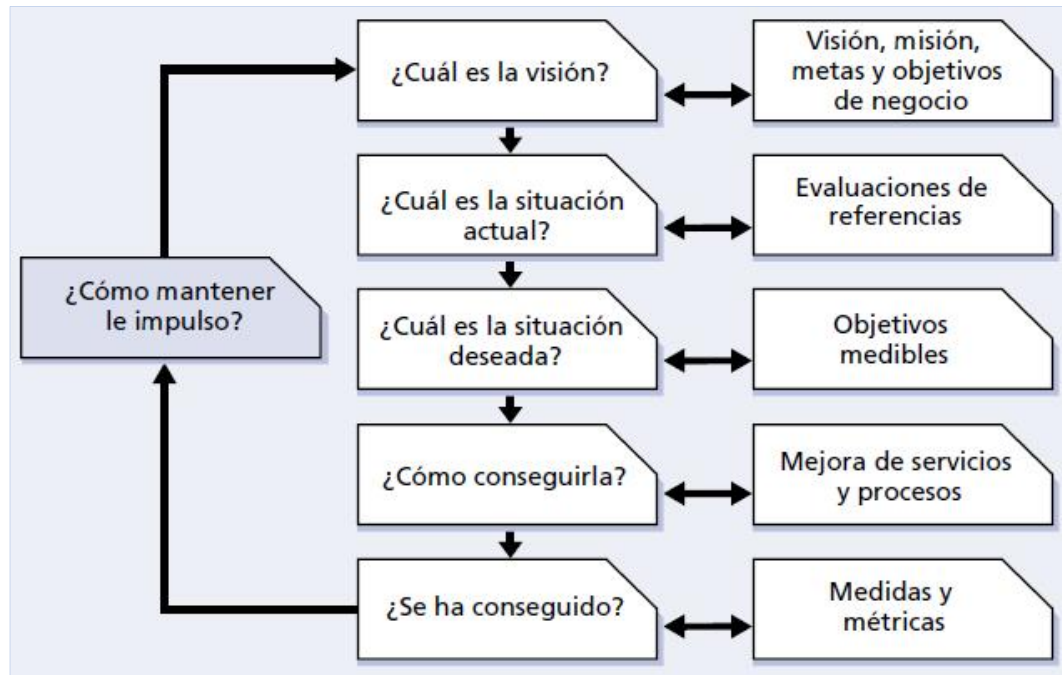 ¿Cuál es la visión?
Visión, misión,
metas y objetivos
de negocio
¿Cuál es la situación
actual?
Evaluaciones de
referencias
¿Cómo mantener
le impulso?
¿Cuál es la situación
deseada?
Objetivos
medibles
¿Cómo conseguirla?
Mejora de servicios
y procesos
¿Se ha conseguido?
Medidas y
métricas